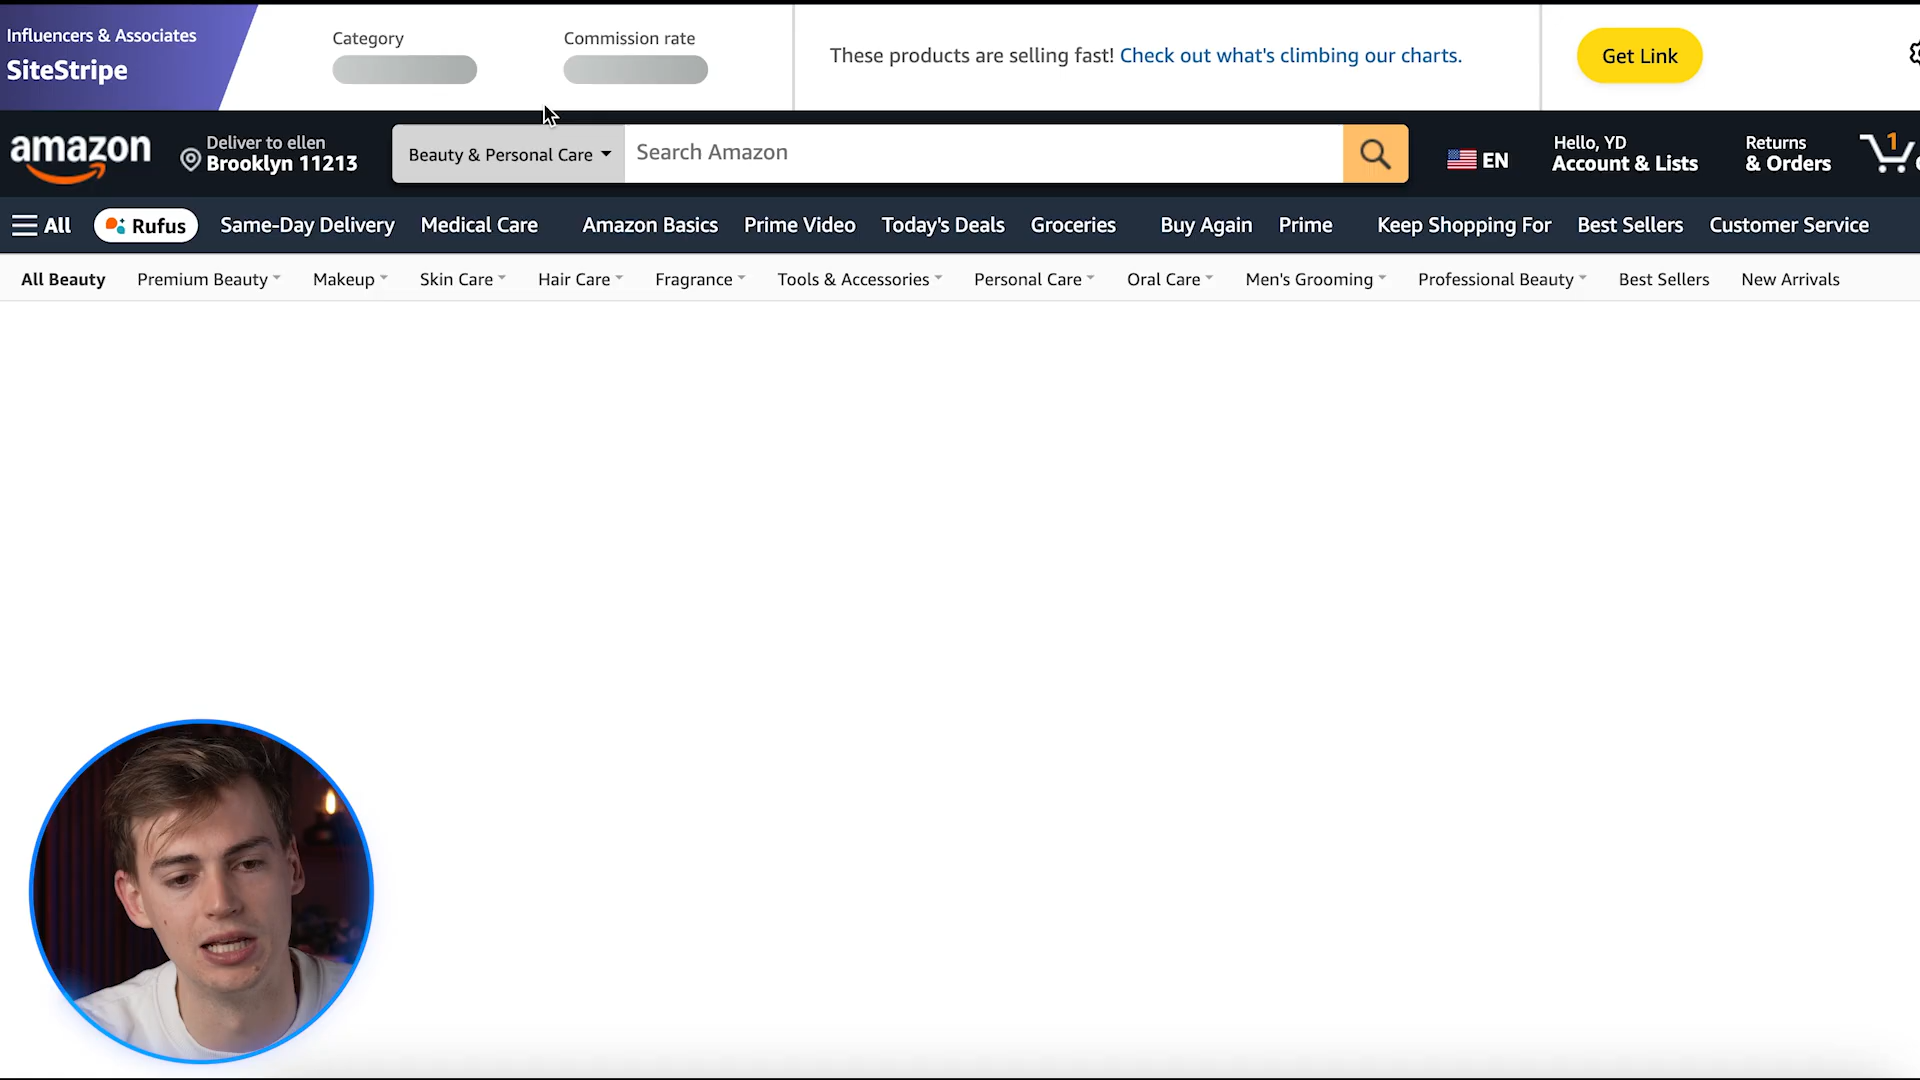 Influencers & Associates
SiteStripe
Category
Commission rate
These products are selling fast! Check out what's climbing our charts.
Get Link
amazon
Deliver to ellen
Brooklyn 11213
Beauty & Personal Care
Search Amazon
EN
Hello, YD
Account & Lists
Returns
& Orders
1
All
Rufus
Same-Day Delivery
Medical Care
Amazon Basics
Prime Video
Today's Deals
Groceries
Buy Again
Prime
Keep Shopping For
Best Sellers
Customer Service
All Beauty
Premium Beauty
Makeup
Skin Care
Hair Care
Fragrance
Tools & Accessories
Personal Care
Oral Care
Men's Grooming
Professional Beauty
Best Sellers
New Arrivals